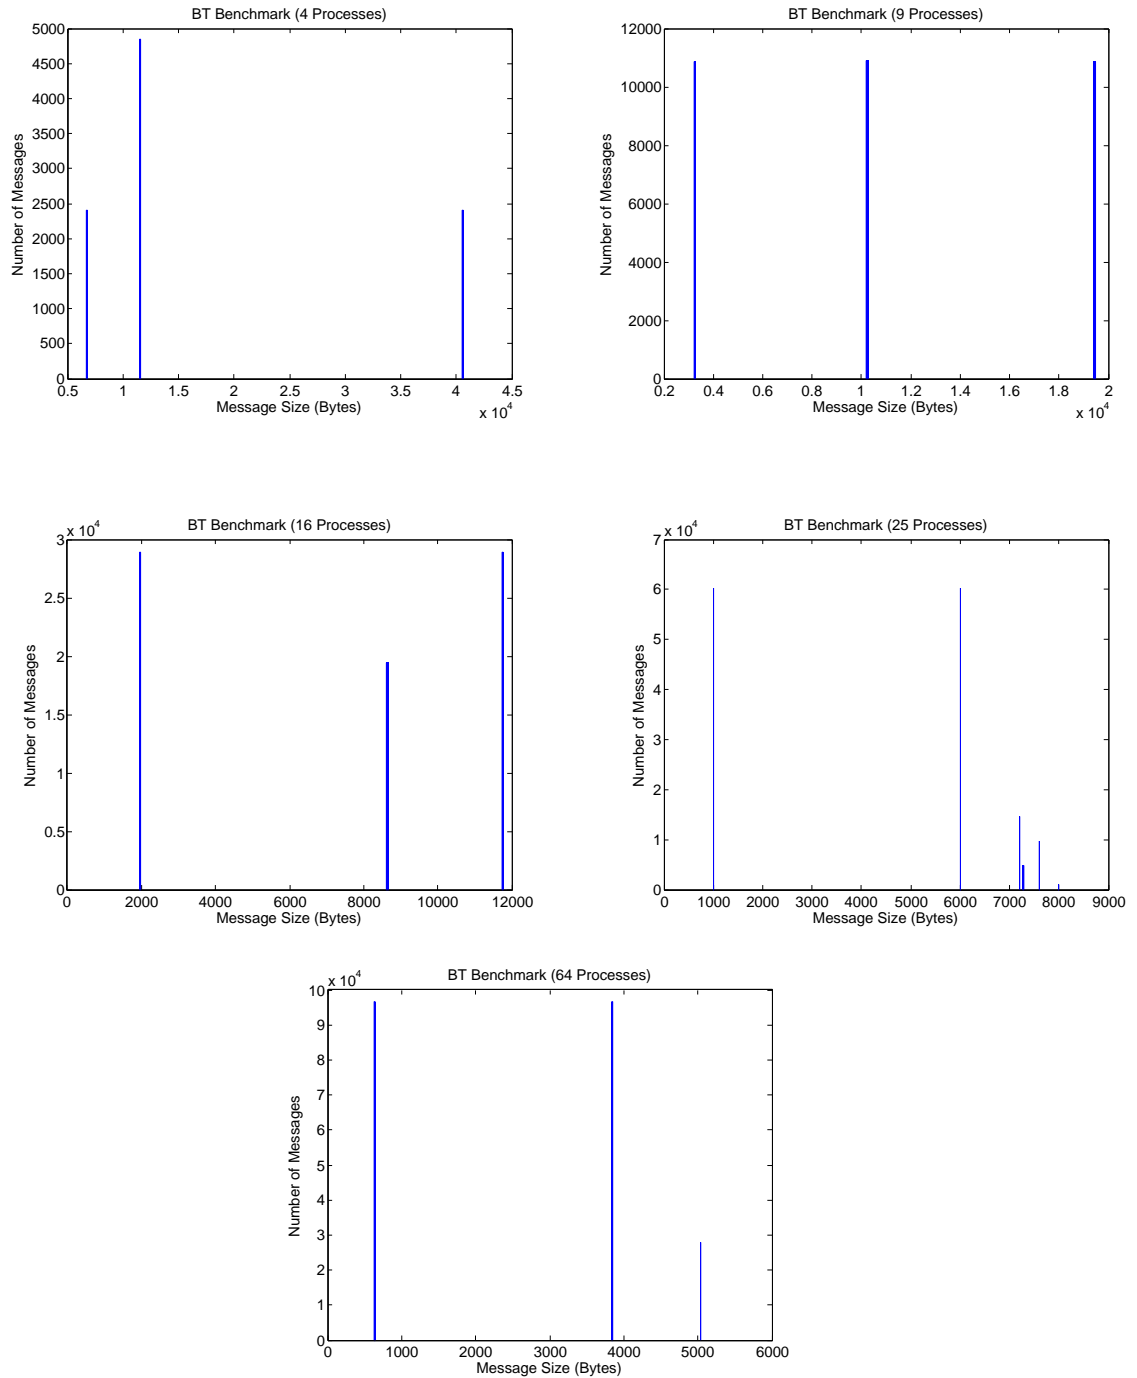 BT Benchmark (4 Processes)
5000
4500
4000
3500
3000
2500
2000
1500
1000
500
0
Number of Messages
0.5 1 1.5 2 2.5 3 3.5 4 4.5
Message Size (Bytes)
x 10^4
BT Benchmark (9 Processes)
12000
10000
8000
6000
4000
2000
0
Number of Messages
0.2 0.4 0.6 0.8 1 1.2 1.4 1.6 1.8 2
Message Size (Bytes)
x 10^4
BT Benchmark (16 Processes)
x 10^4
3
2.5
2
1.5
1
0.5
0
Number of Messages
0 2000 4000 6000 8000 10000 12000
Message Size (Bytes)
BT Benchmark (25 Processes)
x 10^4
7
6
5
4
3
2
1
0
Number of Messages
0 1000 2000 3000 4000 5000 6000 7000 8000 9000
Message Size (Bytes)
BT Benchmark (64 Processes)
x 10^4
10
9
8
7
6
5
4
3
2
1
0
Number of Messages
0 1000 2000 3000 4000 5000 6000
Message Size (Bytes)